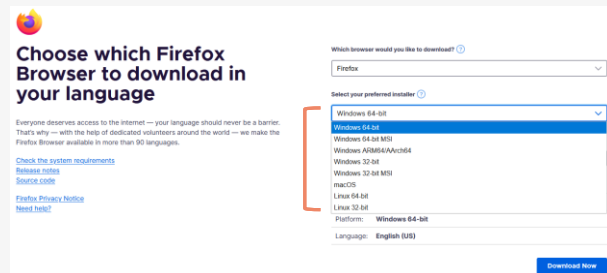 Choose which Firefox
Browser to download in
your language
Everyone deserves access to the internet — your language should never be a barrier.
That's why — with the help of dedicated volunteers around the world — we make the
Firefox Browser available in more than 90 languages.
Check the system requirements
Release notes
Source code
Firefox Privacy Notice
Need help?
Which browser would you like to download? ?
Firefox
Select your preferred installer ?
Windows 64-bit
Windows 64-bit
Windows 64-bit MSI
Windows ARM64/AArch64
Windows 32-bit
Windows 32-bit MSI
macOS
Linux 64-bit
Linux 32-bit
Platform: Windows 64-bit
Language: English (US)
Download Now